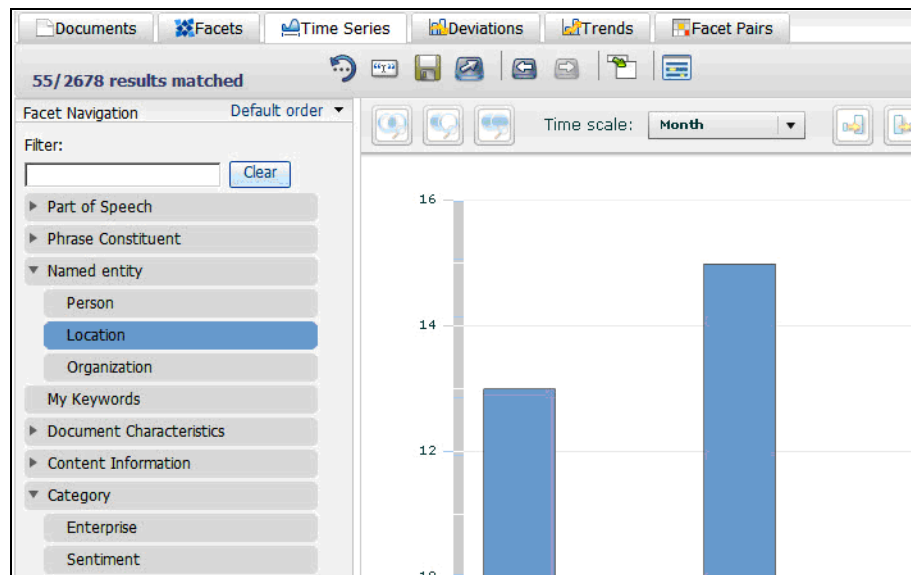 Documents Facets Time Series Deviations Trends Facet Pairs
55/2678 results matched
Facet Navigation Default order
Time scale: Month
Filter:
Clear
Part of Speech
Phrase Constituent
Named entity
Person
Location
Organization
My Keywords
Document Characteristics
Content Information
Category
Enterprise
Sentiment
16
14
12